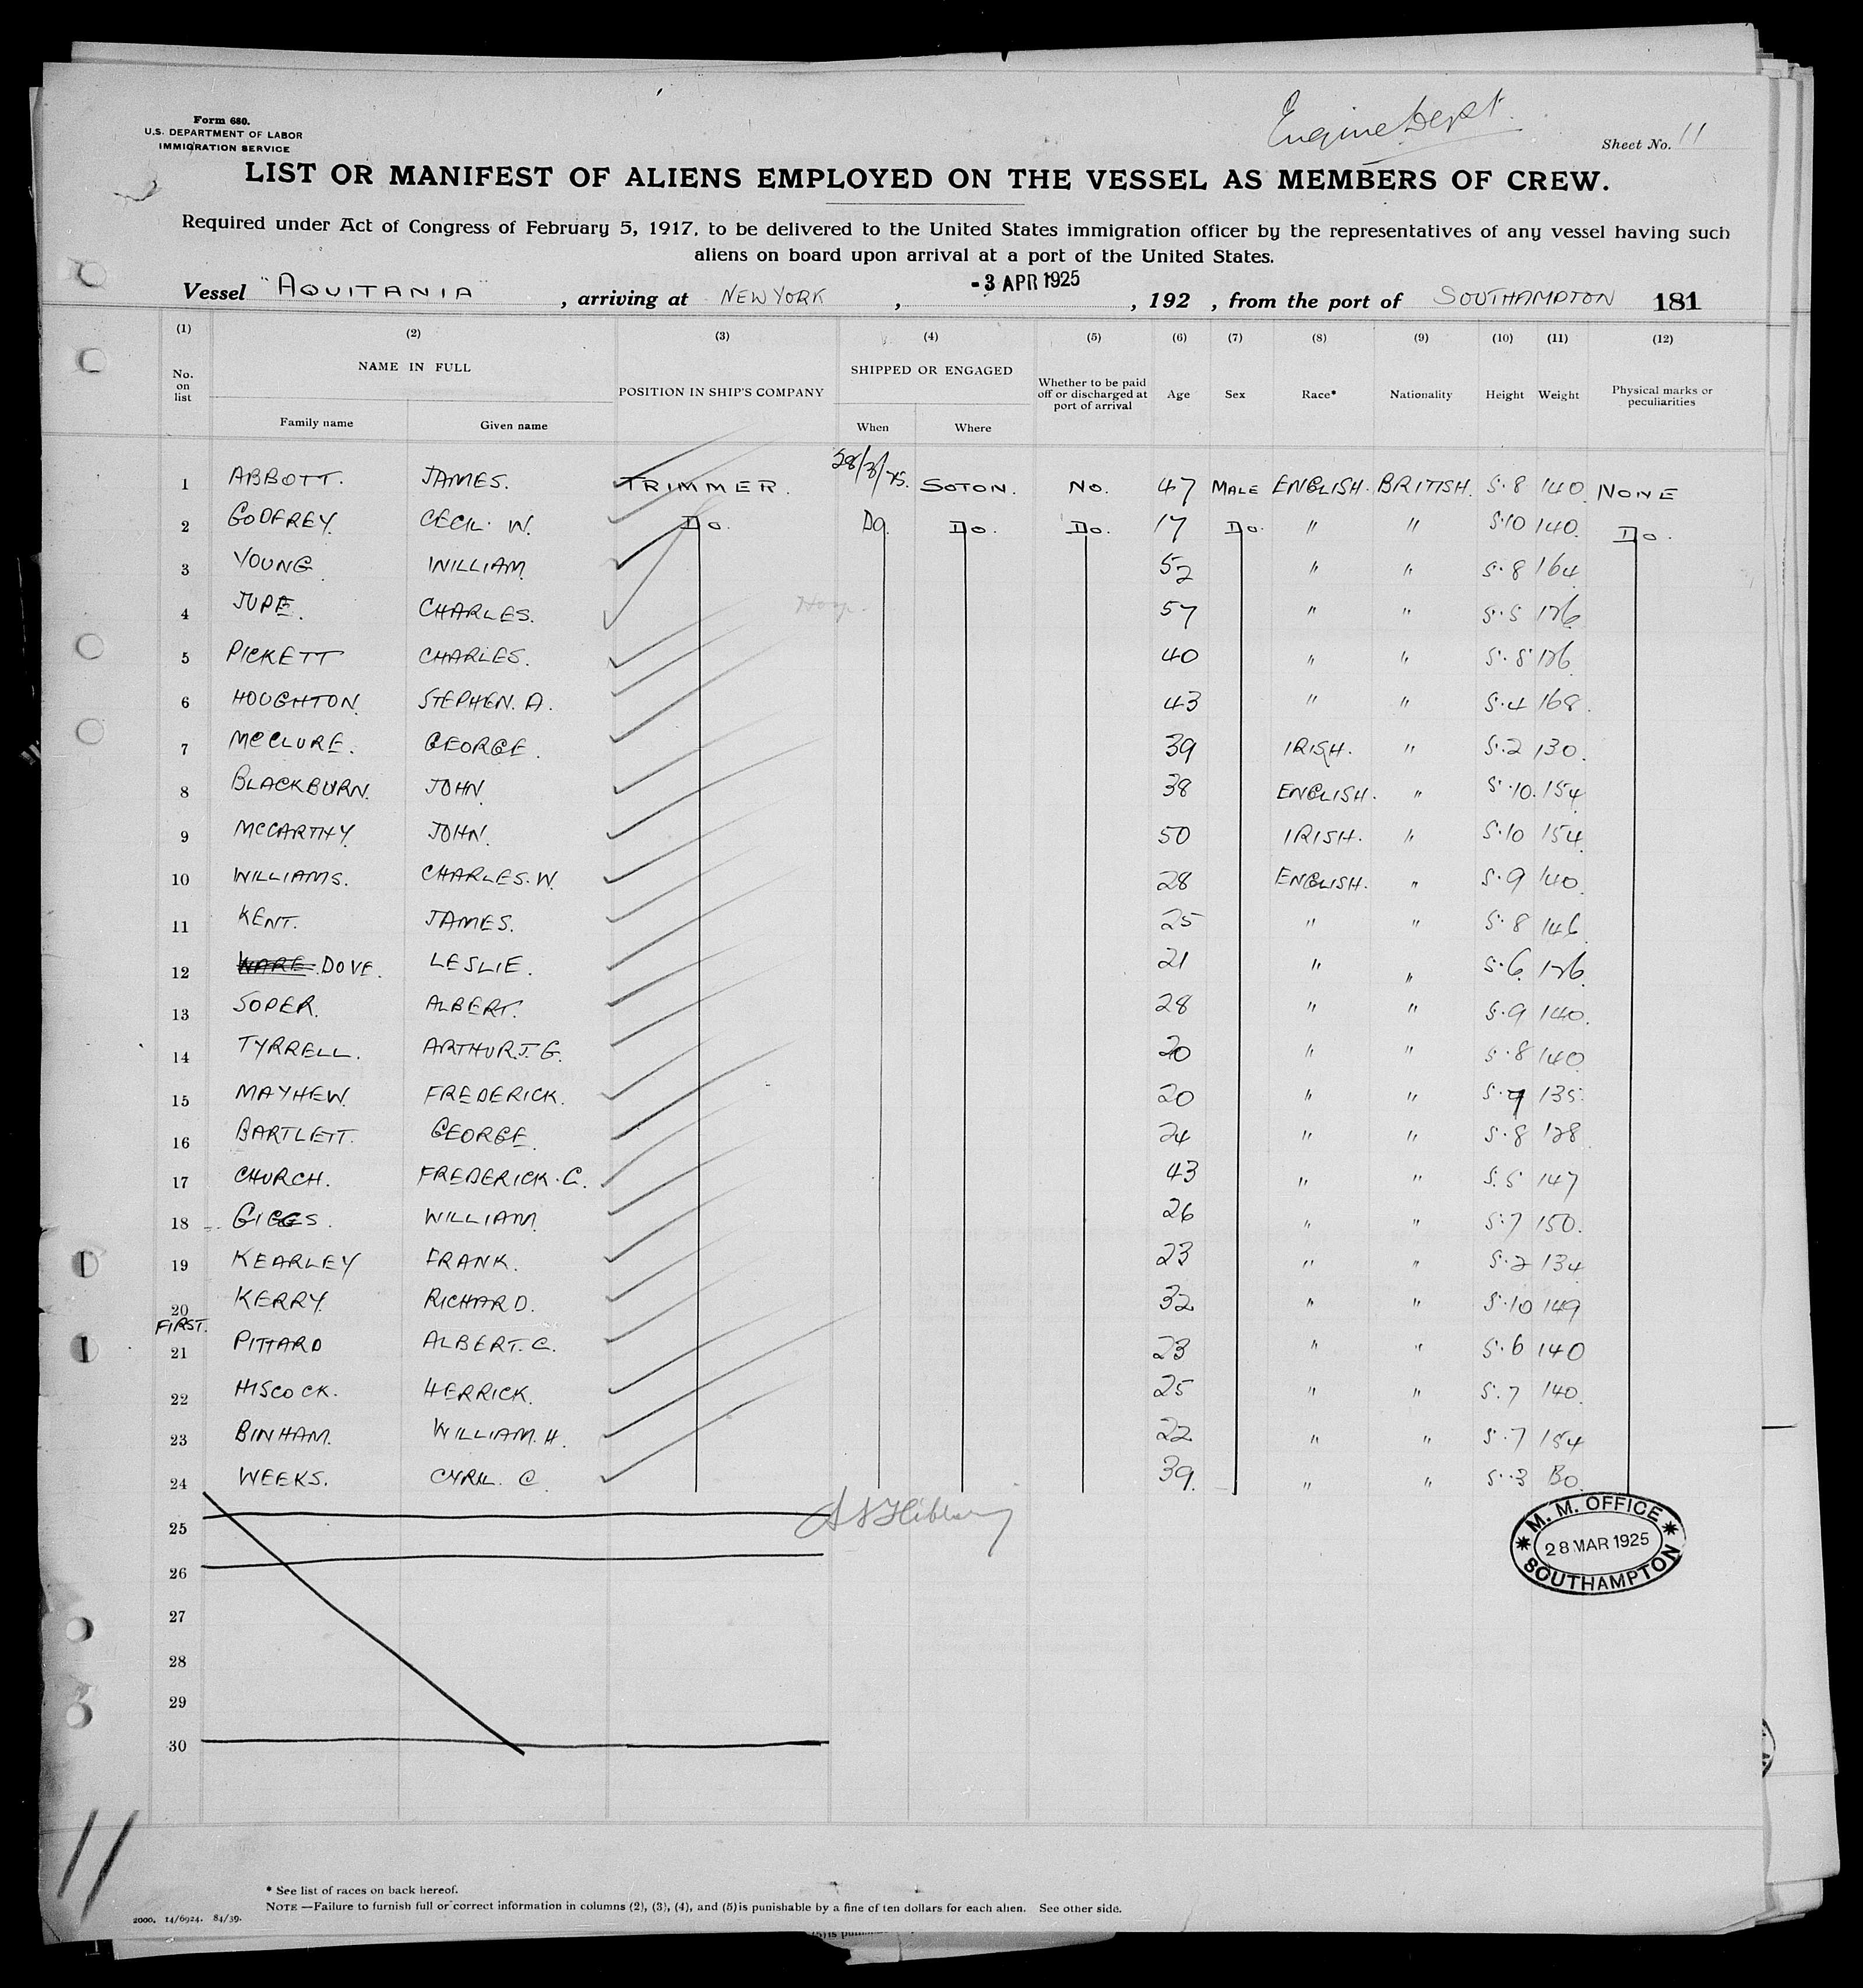 Form 680.
U.S. DEPARTMENT OF LABOR
IMMIGRATION SERVICE
Engine Dept.
Sheet No. 11
LIST OR MANIFEST OF ALIENS EMPLOYED ON THE VESSEL AS MEMBERS OF CREW.
Required under Act of Congress of February 5, 1917, to be delivered to the United States immigration officer by the representatives of any vessel having such
aliens on board upon arrival at a port of the United States.
Vessel "AQUITANIA", arriving at NEW YORK, -3 APR 1925, 192 , from the port of SOUTHAMPTON 181
(1) (2) (3) (4) (5) (6) (7) (8) (9) (10) (11) (12)
No. on list NAME IN FULL POSITION IN SHIP'S COMPANY SHIPPED OR ENGAGED Whether to be paid off or discharged at port of arrival Age Sex Race* Nationality Height Weight Physical marks or peculiarities
Family name Given name When Where
1 ABBOTT. JAMES. TRIMMER. 28/3/25. SOTON. NO. 47 MALE ENGLISH. BRITISH. 5.8 140 NONE
2 GODFREY. CECIL. W. Do. Do. Do. Do. 17 Do. " " 5.10 140. Do.
3 YOUNG WILLIAM. 52 " " 5.8 164
4 JUPE. CHARLES. Hosp. 57 " " 5.5 126
5 PICKETT CHARLES. 40 " " 5.8 126
6 HOUGHTON. STEPHEN. A. 43 " " 5.4 168.
7 MCCLURE. GEORGE. 39 IRISH. " 5.2 130.
8 BLACKBURN. JOHN. 38 ENGLISH. " 5.10. 154
9 MCCARTHY. JOHN. 50 IRISH. " 5.10 154
10 WILLIAMS. CHARLES. W. 28 ENGLISH. " 5.9 140.
11 KENT. JAMES. 25 " " 5.8 146
12 WARE. DOVE. LESLIE. 21 " " 5.6 126.
13 SOPER. ALBERT. 28 " " 5.9 140.
14 TYRRELL. ARTHUR. J. G. 20 " " 5.8 140
15 MAYHEW. FREDERICK. 20 " " 5.9 135.
16 BARTLETT. GEORGE. 24 " " 5.8 128
17 CHURCH. FREDERICK. C. 43 " " 5.5 147
18 GIGGS. WILLIAM. 26 " " 5.7 150.
19 KEARLEY FRANK. 23 " " 5.2 134
20 KERRY. RICHARD. 32 " " 5.10 149
FIRST.
21 PITTARD ALBERT. C. 23 " " 5.6 140
22 HISCOCK. HERRICK. 25 " " 5.7 140.
23 BINHAM. WILLIAM. H. 22 " " 5.7 154
24 WEEKS. CYRIL. C. 39. " " 5.3 130.
25
26
27
28
29
30
* M. M. OFFICE *
28 MAR 1925
SOUTHAMPTON
11
* See list of races on back hereof.
NOTE —Failure to furnish full or correct information in columns (2), (3), (4), and (5) is punishable by a fine of ten dollars for each alien. See other side.
2000. 14/6924. 84/39.